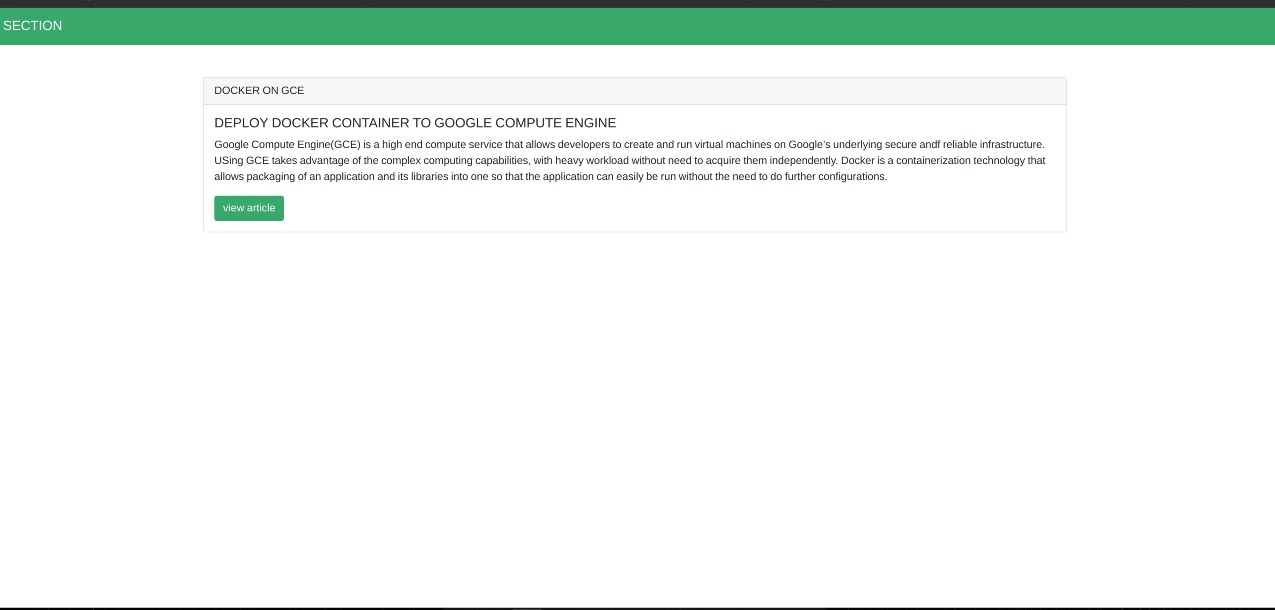 SECTION
DOCKER ON GCE
DEPLOY DOCKER CONTAINER TO GOOGLE COMPUTE ENGINE
Google Compute Engine(GCE) is a high end compute service that allows developers to create and run virtual machines on Google's underlying secure andf reliable infrastructure.
USing GCE takes advantage of the complex computing capabilities, with heavy workload without need to acquire them independently. Docker is a containerization technology that
allows packaging of an application and its libraries into one so that the application can easily be run without the need to do further configurations.
view article